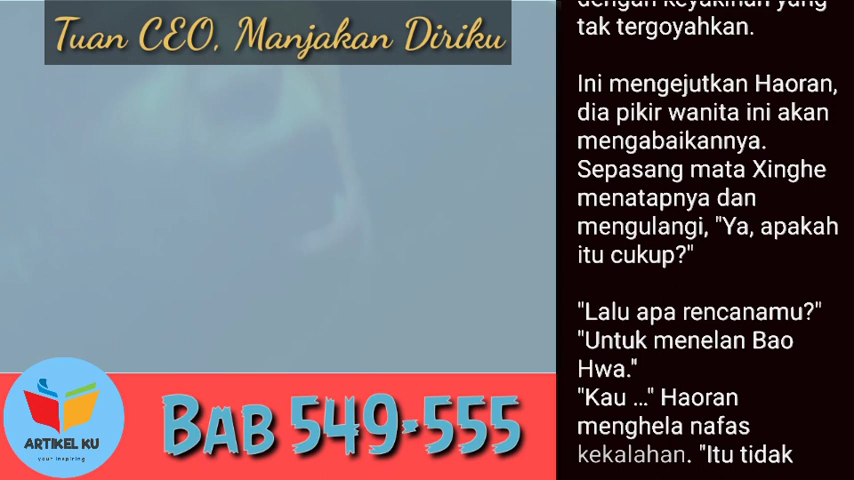 Tuan CEO, Manjakan Diriku
ARTIKEL KU
your inspiring
BAB 549-555
tak tergoyahkan.
Ini mengejutkan Haoran,
dia pikir wanita ini akan
mengabaikannya.
Sepasang mata Xinghe
menatapnya dan
mengulangi, "Ya, apakah
itu cukup?"
"Lalu apa rencanamu?"
"Untuk menelan Bao
Hwa."
"Kau ..." Haoran
menghela nafas
kekalahan. "Itu tidak